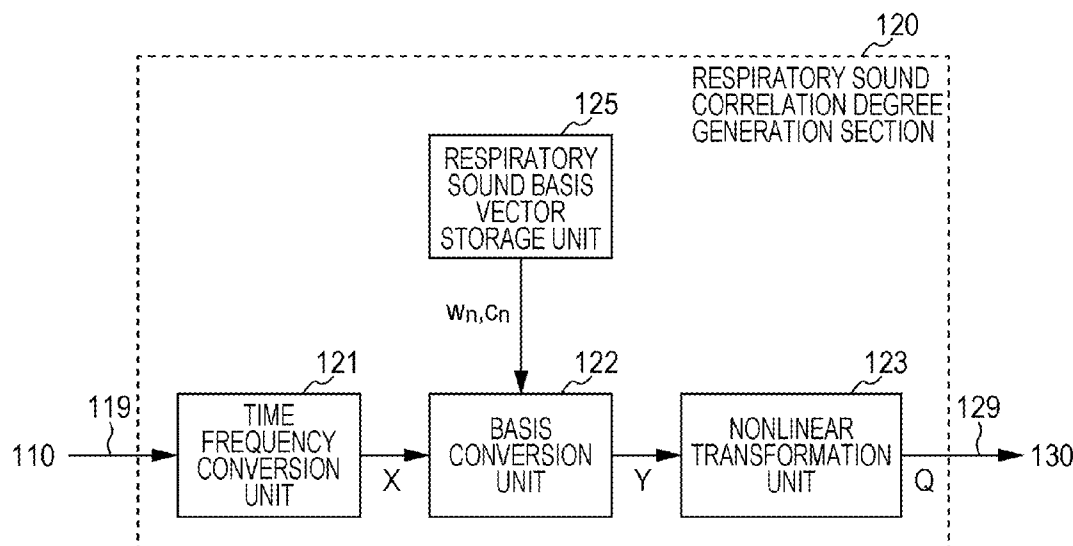 120
RESPIRATORY SOUND
CORRELATION DEGREE
GENERATION SECTION
125
RESPIRATORY
SOUND BASIS
VECTOR
STORAGE UNIT
wn,cn
121
122
123
119
129
110
TIME
FREQUENCY
CONVERSION
UNIT
X
BASIS
CONVERSION
UNIT
Y
NONLINEAR
TRANSFORMATION
UNIT
Q
130